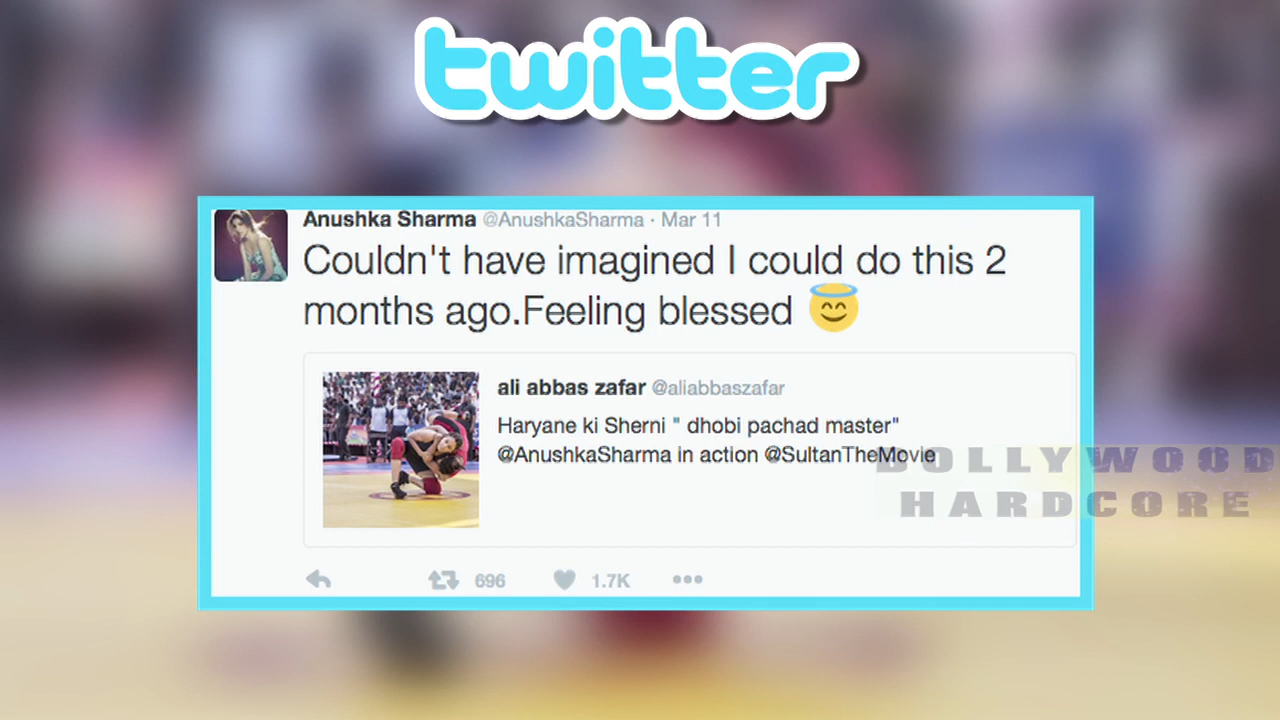 twitter
Anushka Sharma @AnushkaSharma · Mar 11
Couldn't have imagined I could do this 2
months ago.Feeling blessed 😇
ali abbas zafar @aliabbaszafar
Haryane ki Sherni " dhobi pachad master"
@AnushkaSharma in action @SultanTheMovie
BOLLYWOOD
HARDCORE
696 1.7K